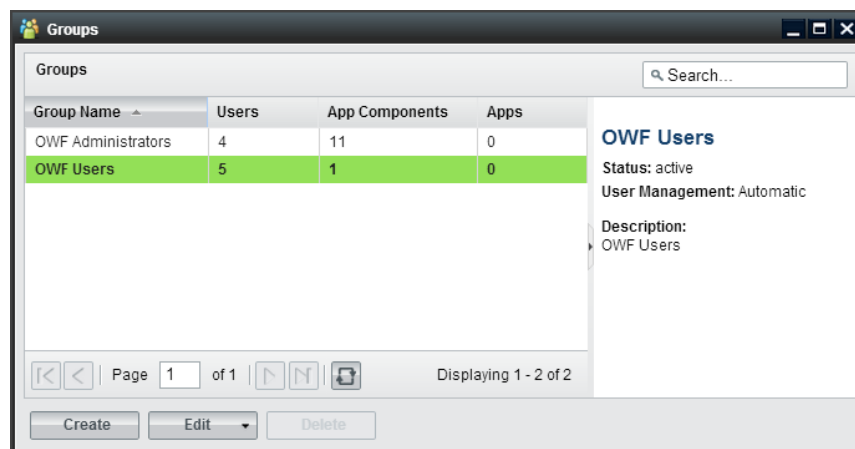 Groups
Groups
Search...
Group Name Users App Components Apps
OWF Administrators 4 11 0
OWF Users 5 1 0
OWF Users
Status: active
User Management: Automatic
Description:
OWF Users
Page 1 of 1 Displaying 1 - 2 of 2
Create Edit Delete